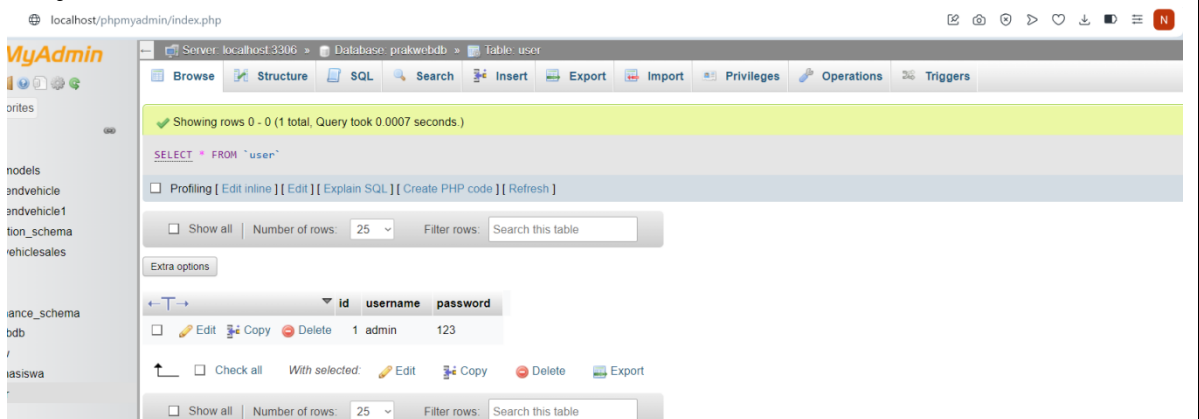 localhost/phpmyadmin/index.php
N
MyAdmin
Server: localhost:3306 » Database: prakwebdb » Table: user
Browse Structure SQL Search Insert Export Import Privileges Operations Triggers
orites
Showing rows 0 - 0 (1 total, Query took 0.0007 seconds.)
SELECT * FROM `user`
models
endvehicle
endvehicle1
tion_schema
vehiclesales
ance_schema
bdb
asiswa
Profiling [ Edit inline ] [ Edit ] [ Explain SQL ] [ Create PHP code ] [ Refresh ]
Show all Number of rows: 25 Filter rows: Search this table
Extra options
←T→ id username password
Edit Copy Delete 1 admin 123
Check all With selected: Edit Copy Delete Export
Show all Number of rows: 25 Filter rows: Search this table